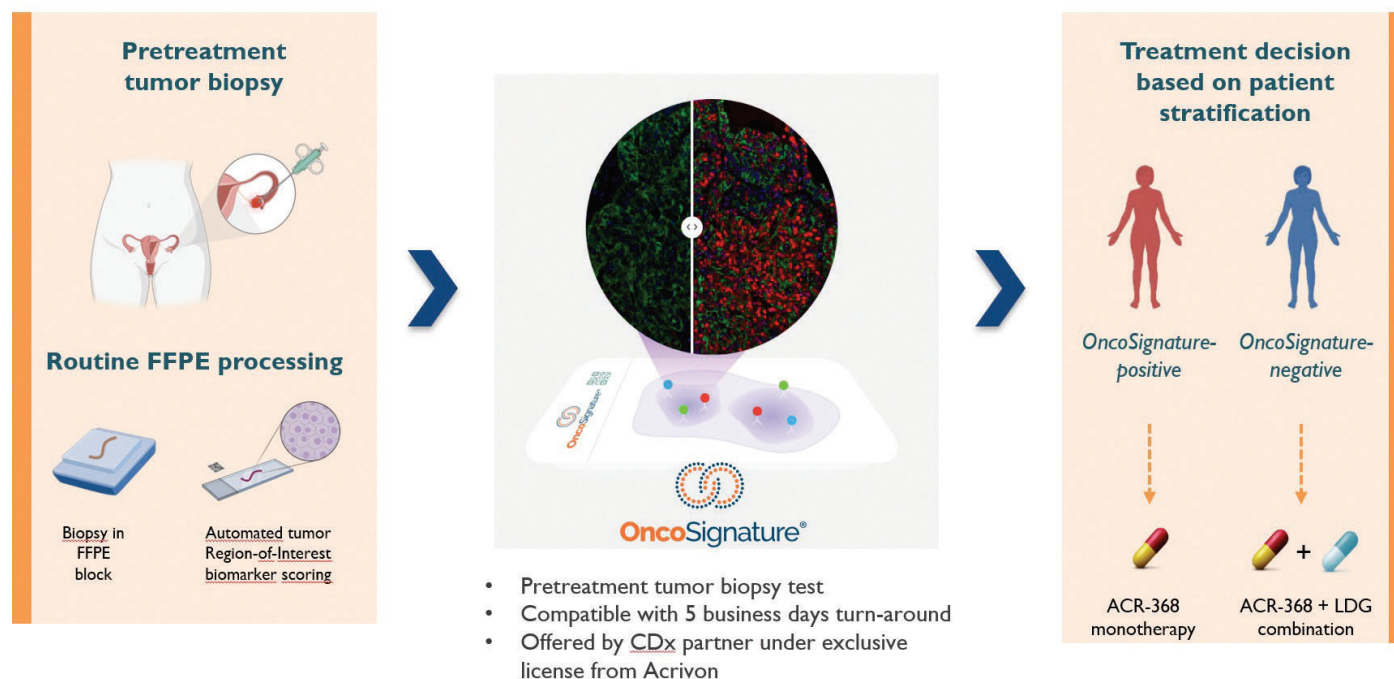 Pretreatment
tumor biopsy
Routine FFPE processing
Biopsy in
FFPE
block
Automated tumor
Region-of-Interest
biomarker scoring
OncoSignature®
OncoSignature®
• Pretreatment tumor biopsy test
• Compatible with 5 business days turn-around
• Offered by CDx partner under exclusive
license from Acrivon
Treatment decision
based on patient
stratification
OncoSignature-
positive
OncoSignature-
negative
+
ACR-368
monotherapy
ACR-368 + LDG
combination